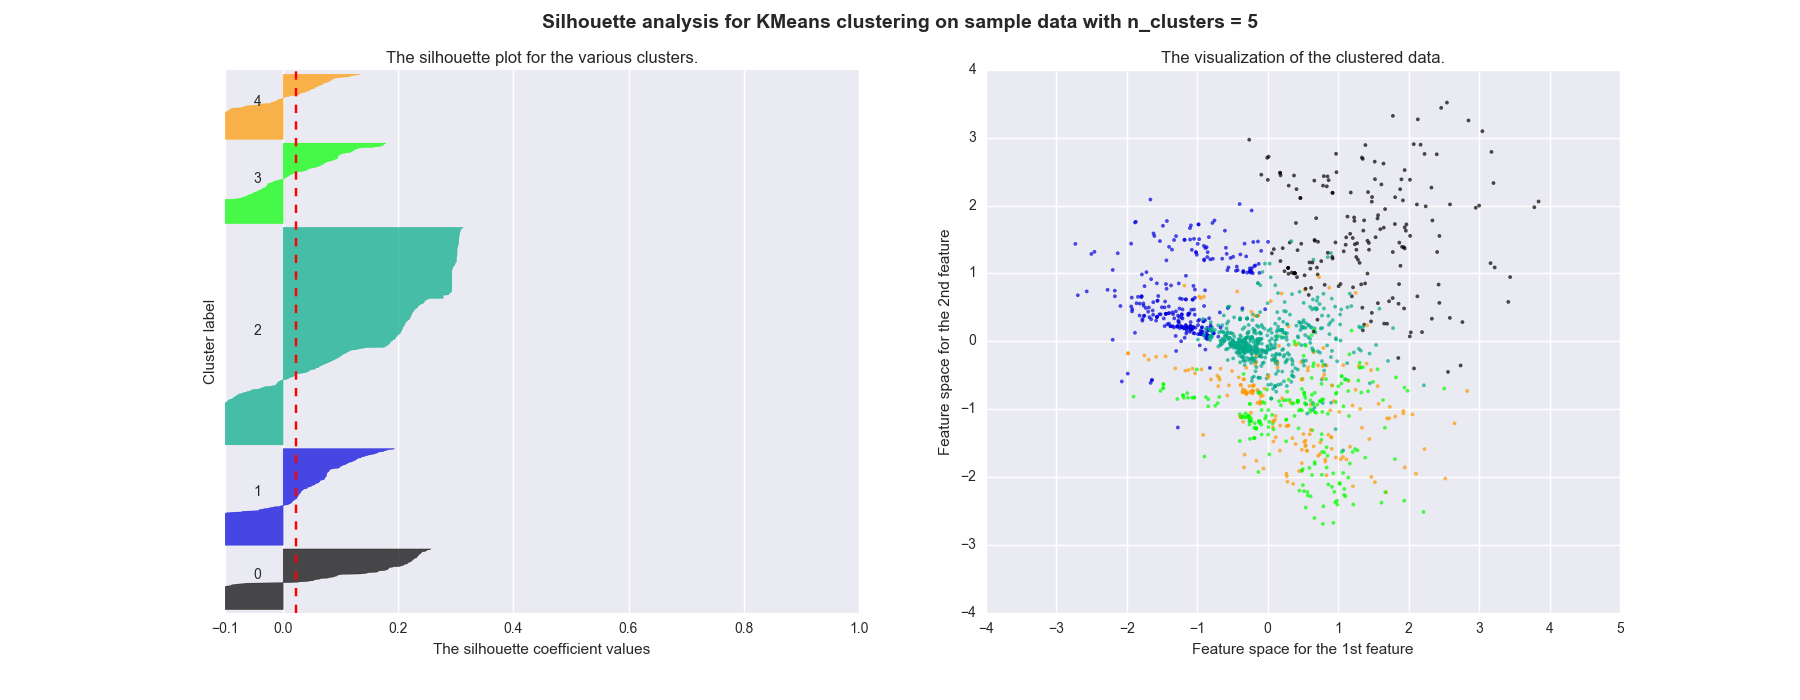 Silhouette analysis for KMeans clustering on sample data with n_clusters = 5
The silhouette plot for the various clusters.
Cluster label
4
3
2
1
0
−0.1 0.0 0.2 0.4 0.6 0.8 1.0
The silhouette coefficient values
The visualization of the clustered data.
Feature space for the 2nd feature
4
3
2
1
0
−1
−2
−3
−4
−4 −3 −2 −1 0 1 2 3 4 5
Feature space for the 1st feature